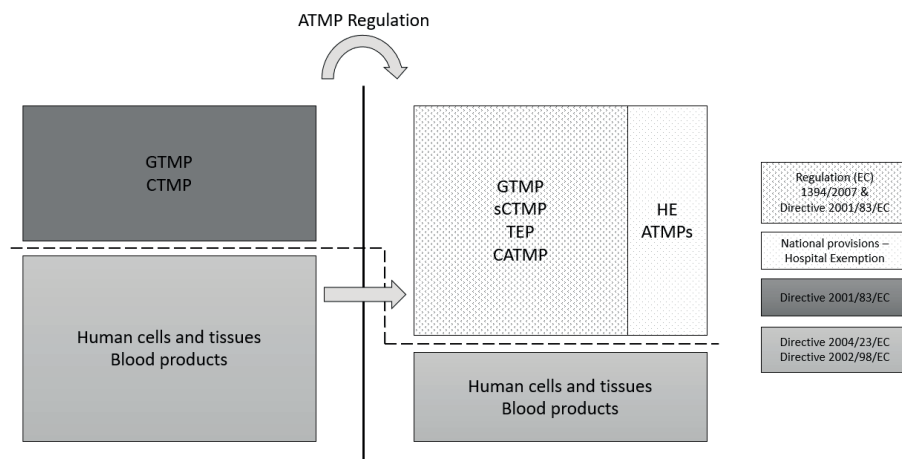 ATMP Regulation
GTMP
CTMP
Human cells and tissues
Blood products
GTMP
sCTMP
TEP
CATMP
HE
ATMPs
Human cells and tissues
Blood products
Regulation (EC)
1394/2007 &
Directive 2001/83/EC
National provisions –
Hospital Exemption
Directive 2001/83/EC
Directive 2004/23/EC
Directive 2002/98/EC